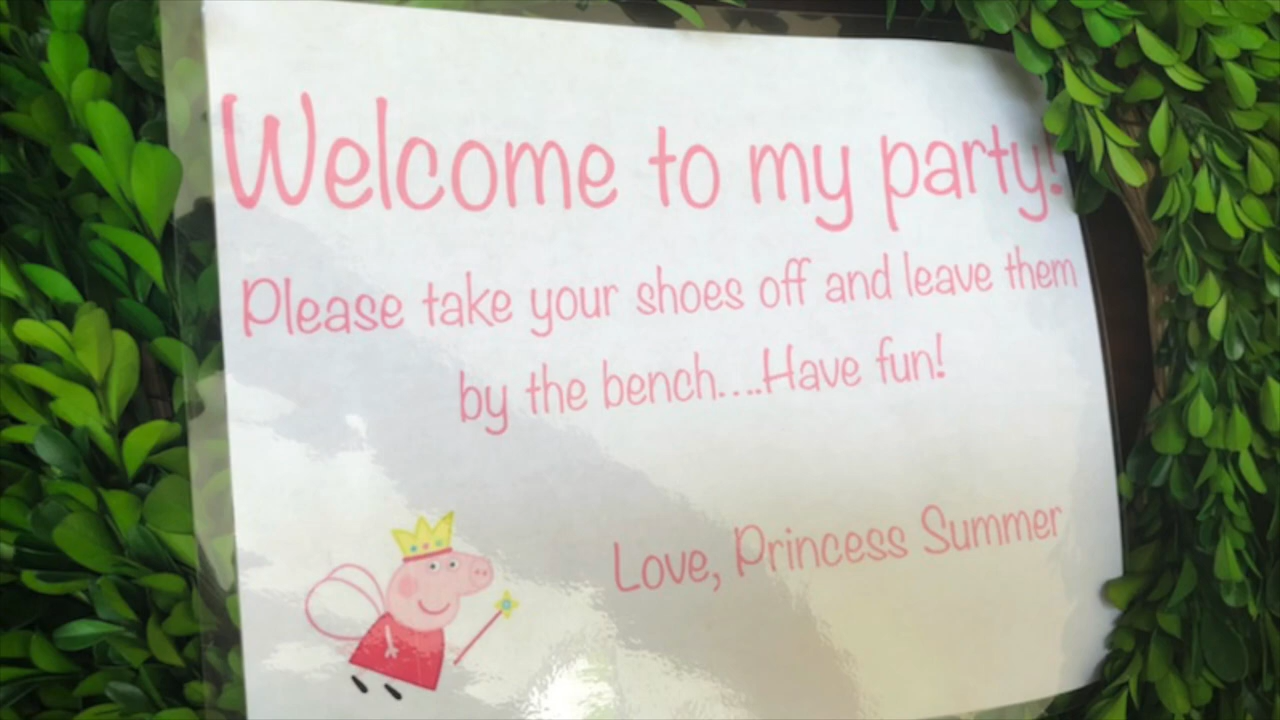 Welcome to my party!
Please take your shoes off and leave them
by the bench....Have fun!
Love, Princess Summer